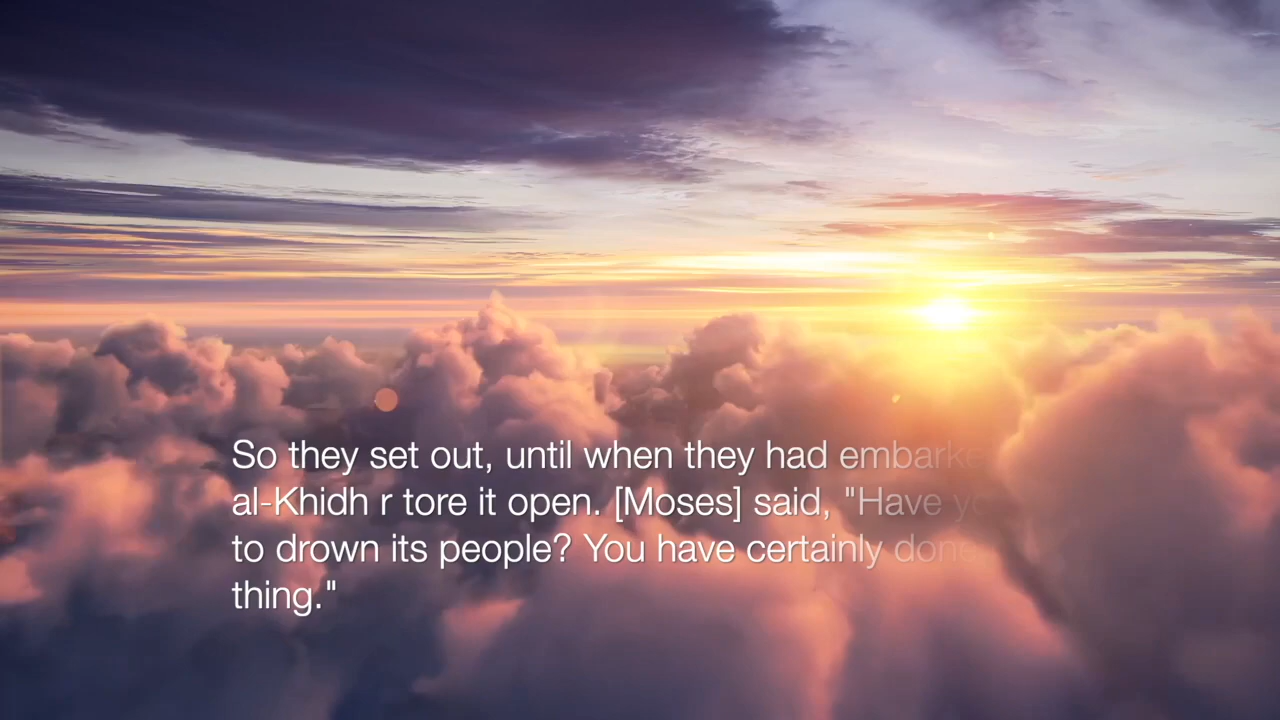 So they set out, until when they had embarke
al-Khidh r tore it open. [Moses] said, "Have
to drown its people? You have certainly done
thing."